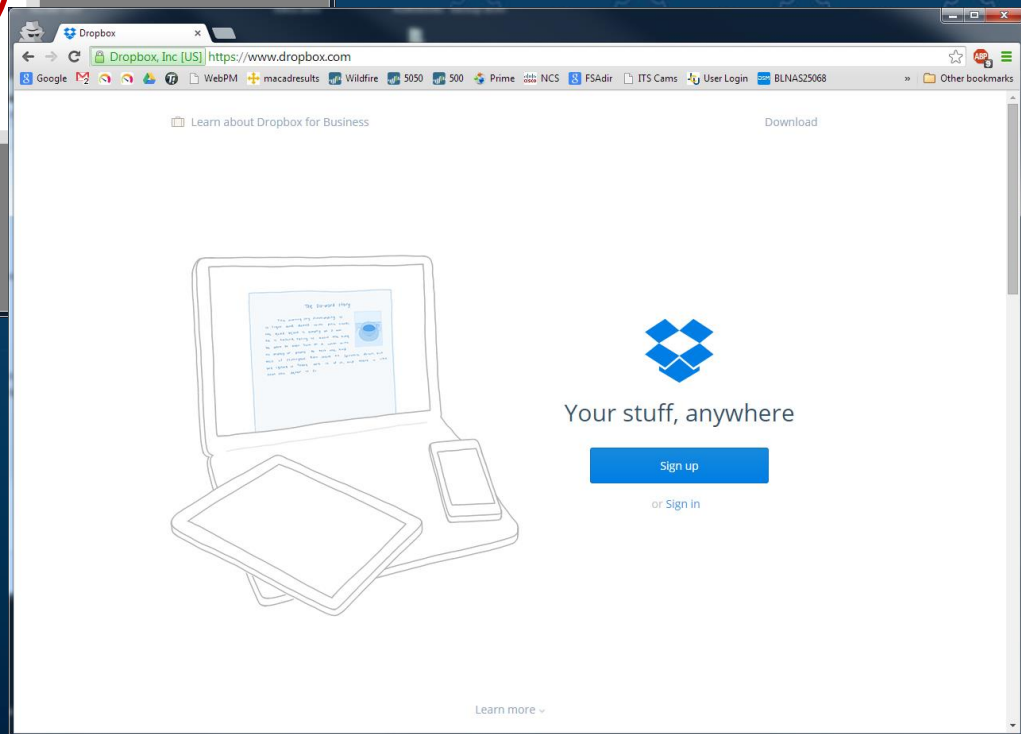 Dropbox
Dropbox, Inc [US] https://www.dropbox.com
Google WebPM macadresults Wildfire 5050 500 Prime NCS FSAdir ITS Cams User Login BLNAS25068 » Other bookmarks
Learn about Dropbox for Business
Download
Your stuff, anywhere
Sign up
or Sign in
Learn more